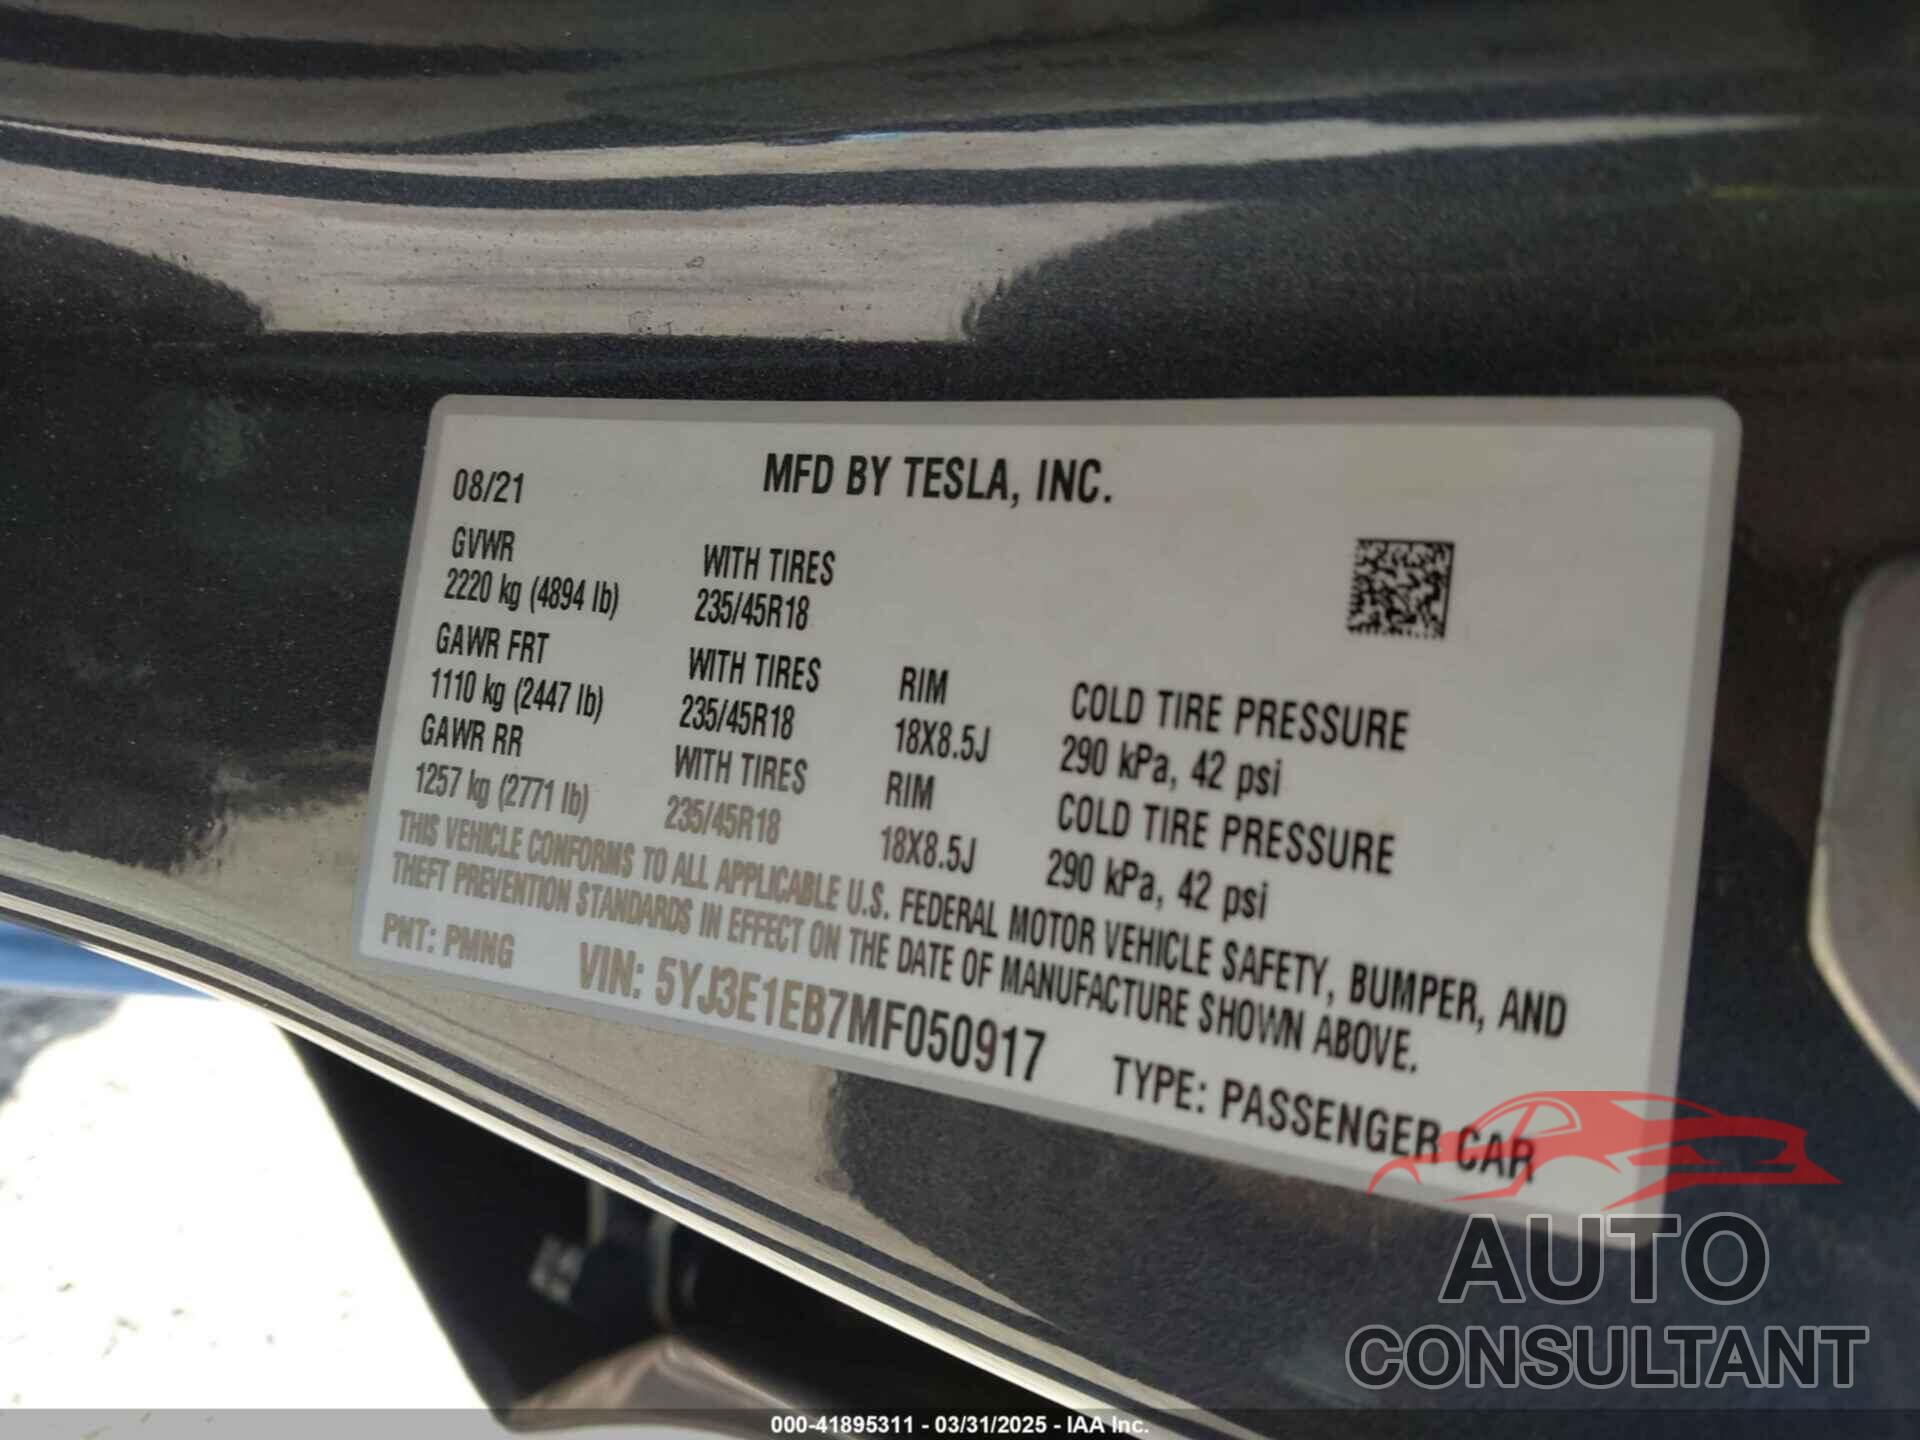 08/21
MFD BY TESLA, INC.
GVWR
2220 kg (4894 lb)
WITH TIRES
235/45R18
GAWR FRT
1110 kg (2447 lb)
WITH TIRES
235/45R18
RIM
18X8.5J
COLD TIRE PRESSURE
290 kPa, 42 psi
GAWR RR
1257 kg (2771 lb)
WITH TIRES
235/45R18
RIM
18X8.5J
COLD TIRE PRESSURE
290 kPa, 42 psi
THIS VEHICLE CONFORMS TO ALL APPLICABLE U.S. FEDERAL MOTOR VEHICLE SAFETY, BUMPER, AND
THEFT PREVENTION STANDARDS IN EFFECT ON THE DATE OF MANUFACTURE SHOWN ABOVE.
PNT: PMNG
VIN: 5YJ3E1EB7MF050917
TYPE: PASSENGER CAR
AUTO
CONSULTANT
000-41895311 - 03/31/2025 - IAA Inc.